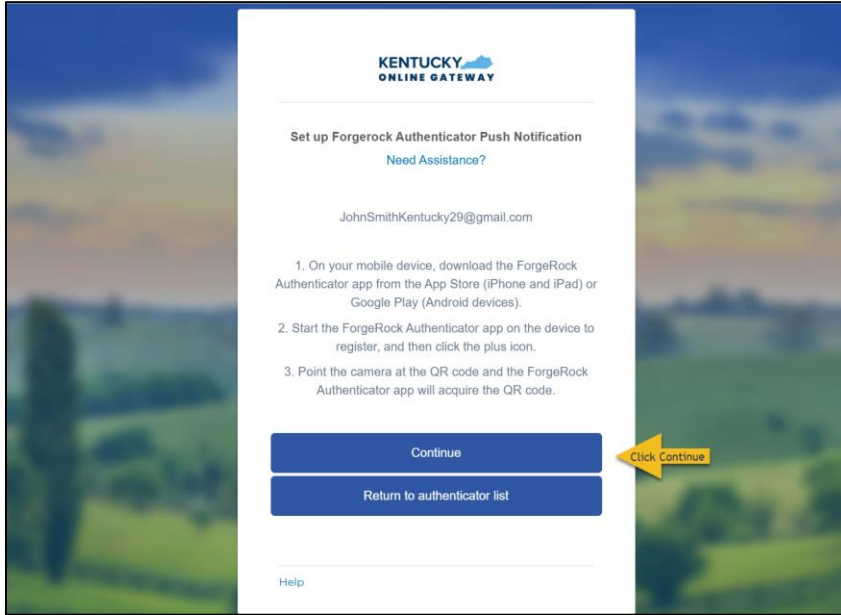 KENTUCKY
ONLINE GATEWAY
Set up Forgerock Authenticator Push Notification
Need Assistance?
JohnSmithKentucky29@gmail.com
1. On your mobile device, download the ForgeRock
Authenticator app from the App Store (iPhone and iPad) or
Google Play (Android devices).
2. Start the ForgeRock Authenticator app on the device to
register, and then click the plus icon.
3. Point the camera at the QR code and the ForgeRock
Authenticator app will acquire the QR code.
Continue
Click Continue
Return to authenticator list
Help